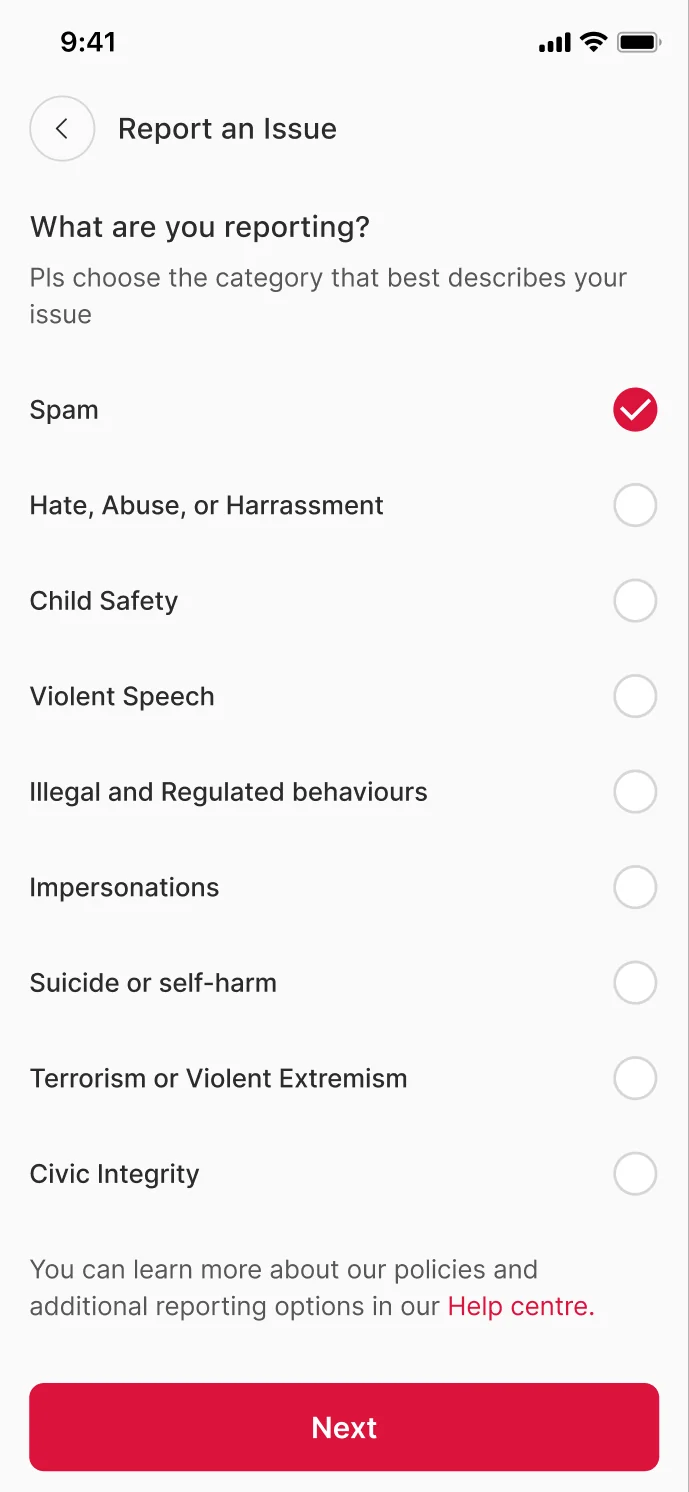 9:41
Report an Issue
What are you reporting?
Pls choose the category that best describes your
issue
Spam
Hate, Abuse, or Harrassment
Child Safety
Violent Speech
Illegal and Regulated behaviours
Impersonations
Suicide or self-harm
Terrorism or Violent Extremism
Civic Integrity
You can learn more about our policies and
additional reporting options in our Help centre.
Next